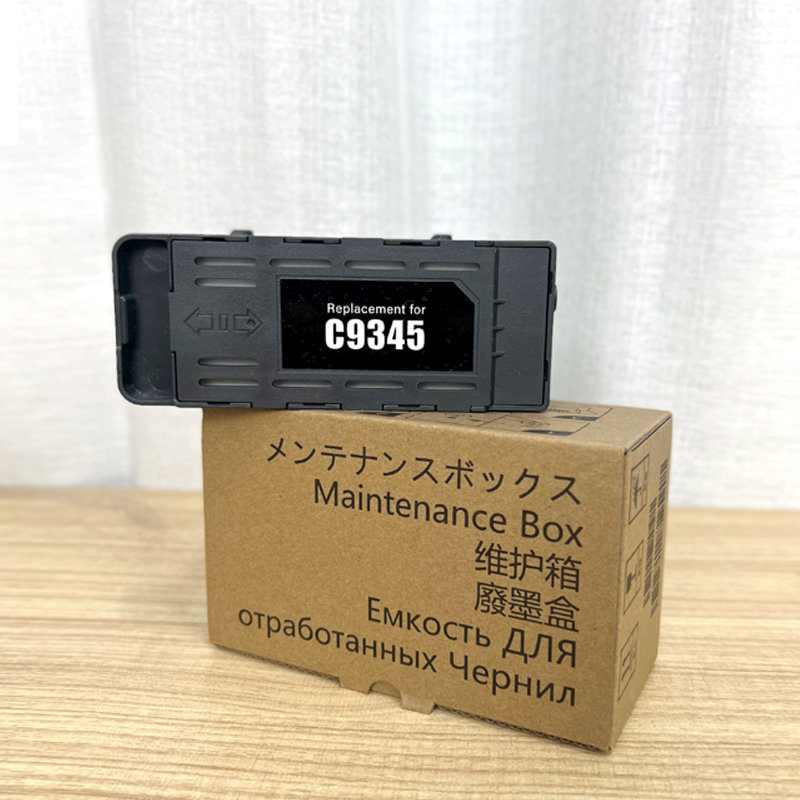 Replacement for
C9345
メンテナンスボックス
Maintenance Box
维护箱
廢墨盒
Емкость ДЛЯ
отработанных Чернил